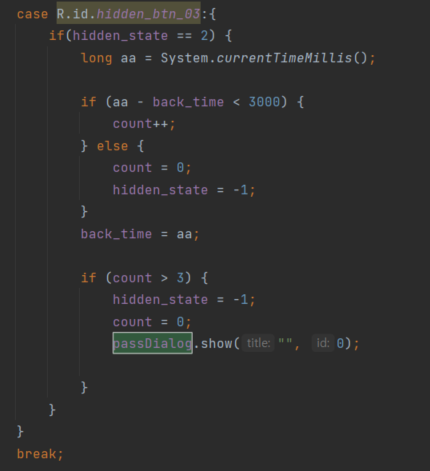 case R.id.hidden_btn_03:{
    if(hidden_state == 2) {
        long aa = System.currentTimeMillis();
        if (aa - back_time < 3000) {
            count++;
        } else {
            count = 0;
            hidden_state = -1;
        }
        back_time = aa;
        if (count > 3) {
            hidden_state = -1;
            count = 0;
            passDialog.show( title: "", id: 0);
        }
    }
}
break;